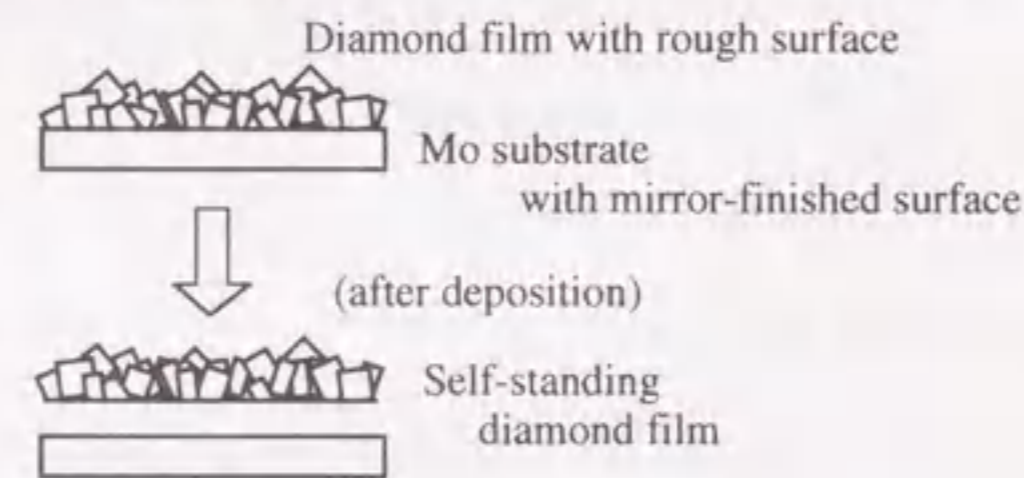 Diamond film with rough surface
Mo substrate
with mirror-finished surface
(after deposition)
Self-standing
diamond film